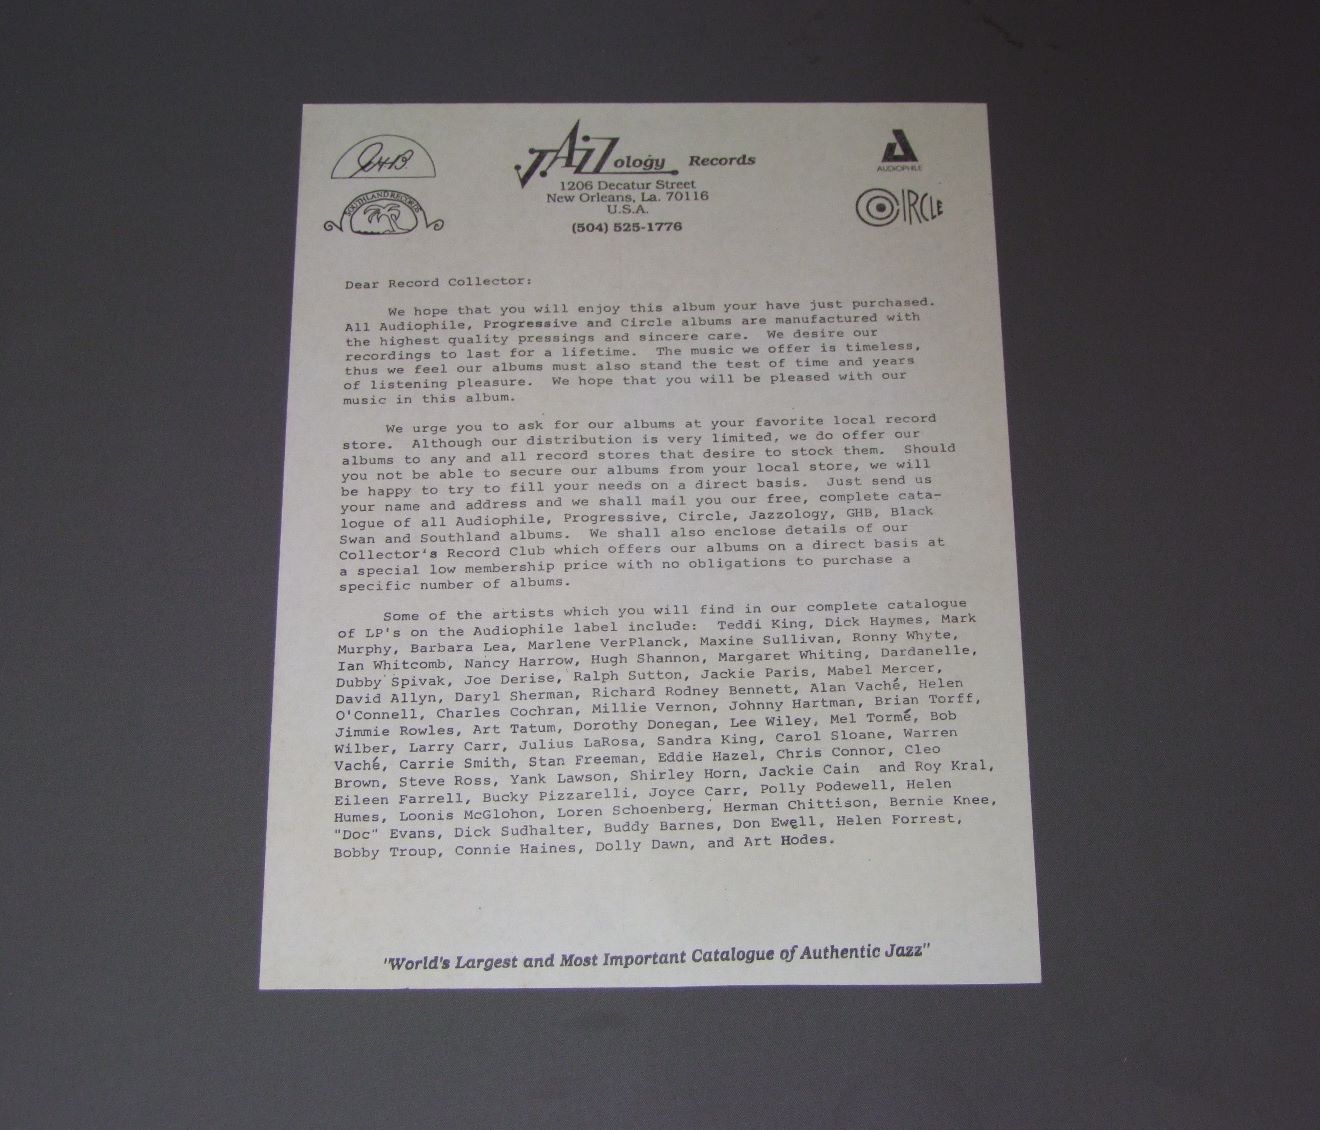 GHB
JAZZology Records
AUDIOPHILE
SOUTHLAND RECORDS
1206 Decatur Street
New Orleans, La. 70116
U.S.A.
(504) 525-1776
CIRCLE
Dear Record Collector:
We hope that you will enjoy this album your have just purchased.
All Audiophile, Progressive and Circle albums are manufactured with
the highest quality pressings and sincere care. We desire our
recordings to last for a lifetime. The music we offer is timeless,
thus we feel our albums must also stand the test of time and years
of listening pleasure. We hope that you will be pleased with our
music in this album.
We urge you to ask for our albums at your favorite local record
store. Although our distribution is very limited, we do offer our
albums to any and all record stores that desire to stock them. Should
you not be able to secure our albums from your local store, we will
be happy to try to fill your needs on a direct basis. Just send us
your name and address and we shall mail you our free, complete cata-
logue of all Audiophile, Progressive, Circle, Jazzology, GHB, Black
Swan and Southland albums. We shall also enclose details of our
Collector's Record Club which offers our albums on a direct basis at
a special low membership price with no obligations to purchase a
specific number of albums.
Some of the artists which you will find in our complete catalogue
of LP's on the Audiophile label include: Teddi King, Dick Haymes, Mark
Murphy, Barbara Lea, Marlene VerPlanck, Maxine Sullivan, Ronny Whyte,
Ian Whitcomb, Nancy Harrow, Hugh Shannon, Margaret Whiting, Dardanelle,
Dubby Spivak, Joe Derise, Ralph Sutton, Jackie Paris, Mabel Mercer,
David Allyn, Daryl Sherman, Richard Rodney Bennett, Alan Vaché, Helen
O'Connell, Charles Cochran, Millie Vernon, Johnny Hartman, Brian Torff,
Jimmie Rowles, Art Tatum, Dorothy Donegan, Lee Wiley, Mel Tormé, Bob
Wilber, Larry Carr, Julius LaRosa, Sandra King, Carol Sloane, Warren
Vaché, Carrie Smith, Stan Freeman, Eddie Hazel, Chris Connor, Cleo
Brown, Steve Ross, Yank Lawson, Shirley Horn, Jackie Cain and Roy Kral,
Eileen Farrell, Bucky Pizzarelli, Joyce Carr, Polly Podewell, Helen
Humes, Loonis McGlohon, Loren Schoenberg, Herman Chittison, Bernie Knee,
"Doc" Evans, Dick Sudhalter, Buddy Barnes, Don Ewell, Helen Forrest,
Bobby Troup, Connie Haines, Dolly Dawn, and Art Hodes.
"World's Largest and Most Important Catalogue of Authentic Jazz"